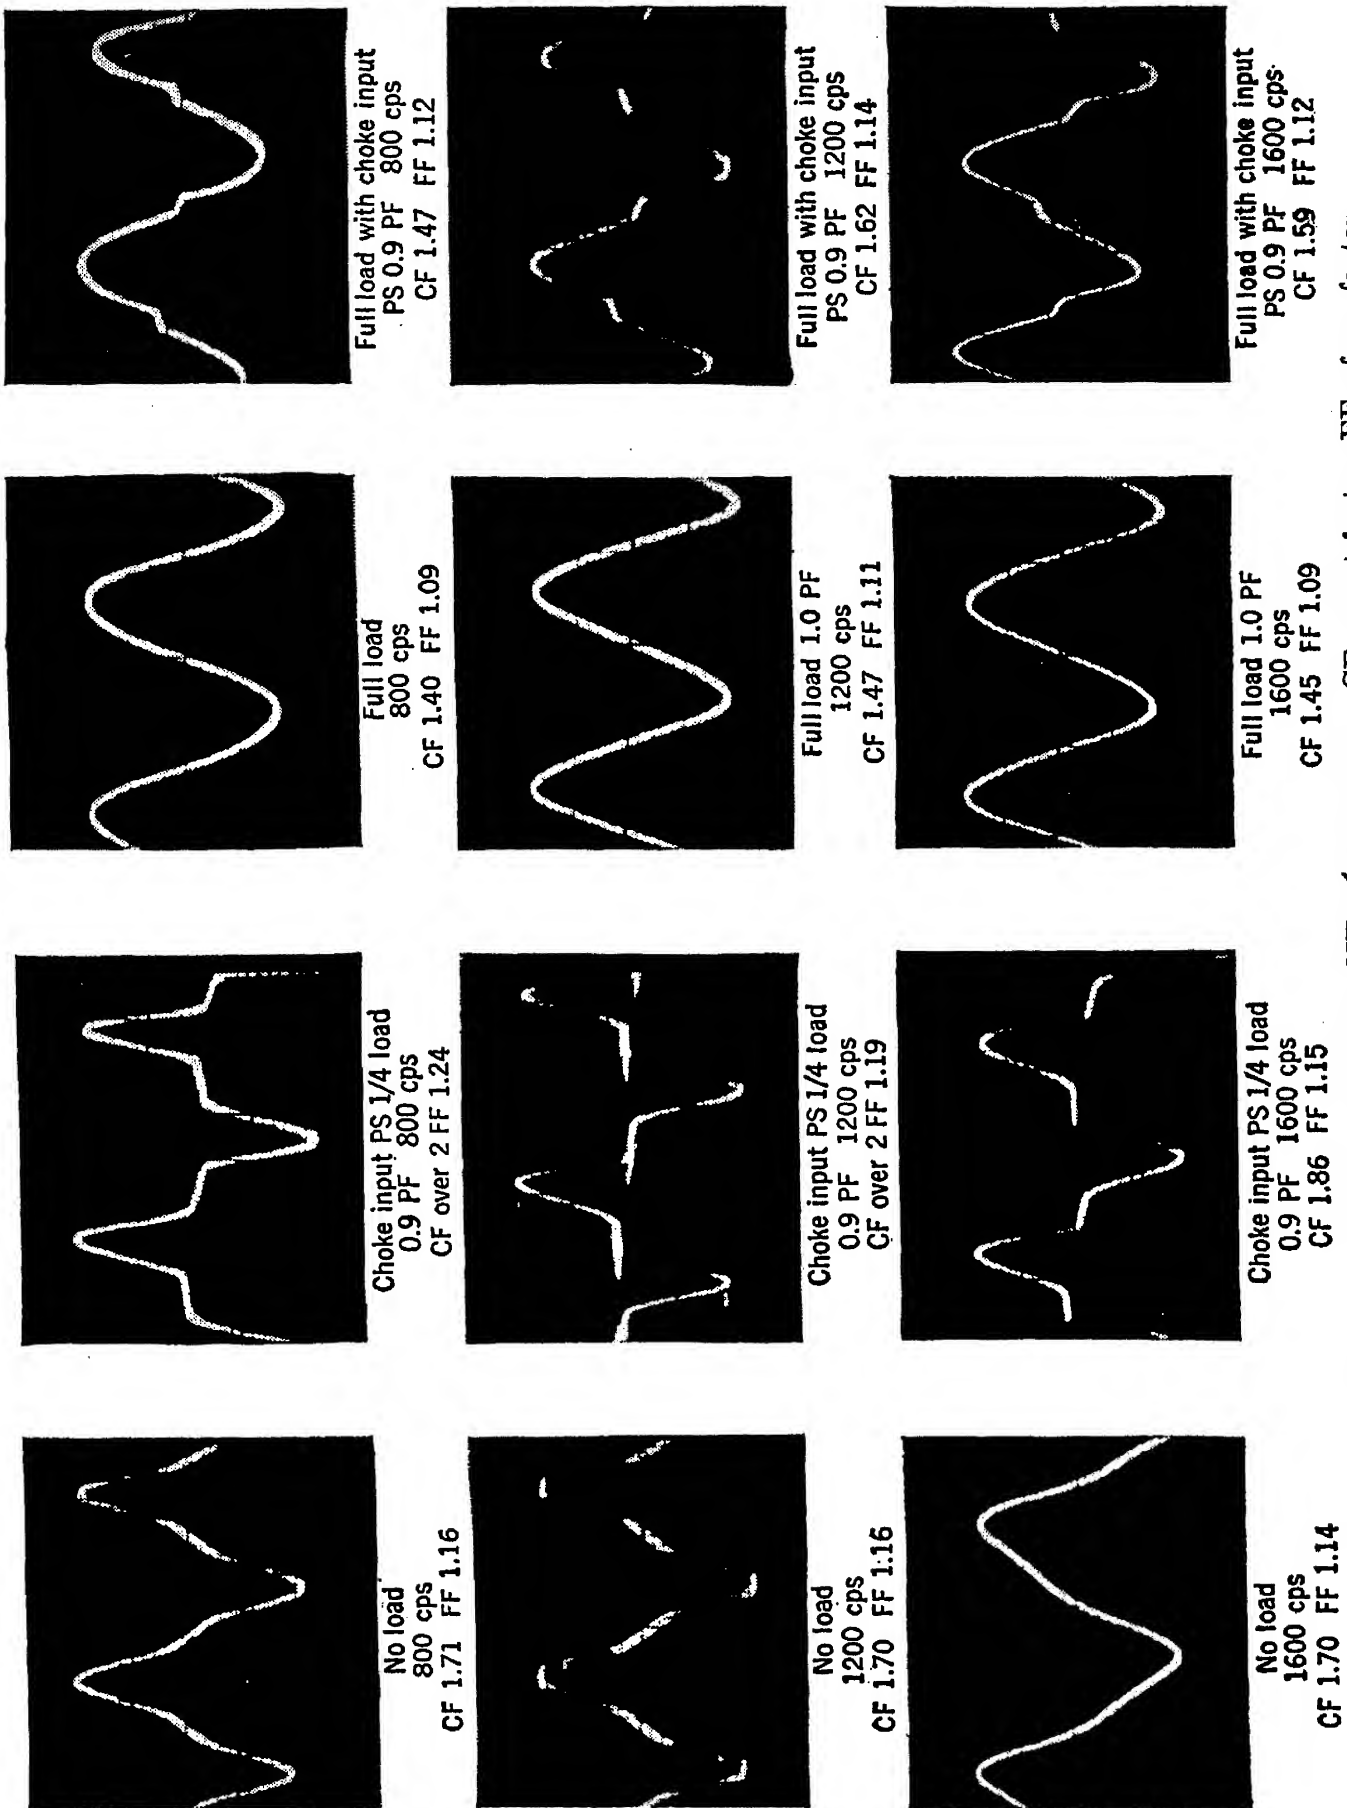 No load
800 cps
CF 1.71 FF 1.16
Choke input PS 1/4 load
0.9 PF 800 cps
CF over 2 FF 1.24
Full load
800 cps
CF 1.40 FF 1.09
Full load with choke input
PS 0.9 PF 800 cps
CF 1.47 FF 1.12
No load
1200 cps
CF 1.70 FF 1.16
Choke input PS 1/4 load
0.9 PF 1200 cps
CF over 2 FF 1.19
Full load 1.0 PF
1200 cps
CF 1.47 FF 1.11
Full load with choke input
PS 0.9 PF 1200 cps
CF 1.62 FF 1.14
No load
1600 cps
CF 1.70 FF 1.14
Choke input PS 1/4 load
0.9 PF 1600 cps
CF 1.86 FF 1.15
Full load 1.0 PF
1600 cps
CF 1.45 FF 1.09
Full load with choke input
PS 0.9 PF 1600 cps
CF 1.59 FF 1.12